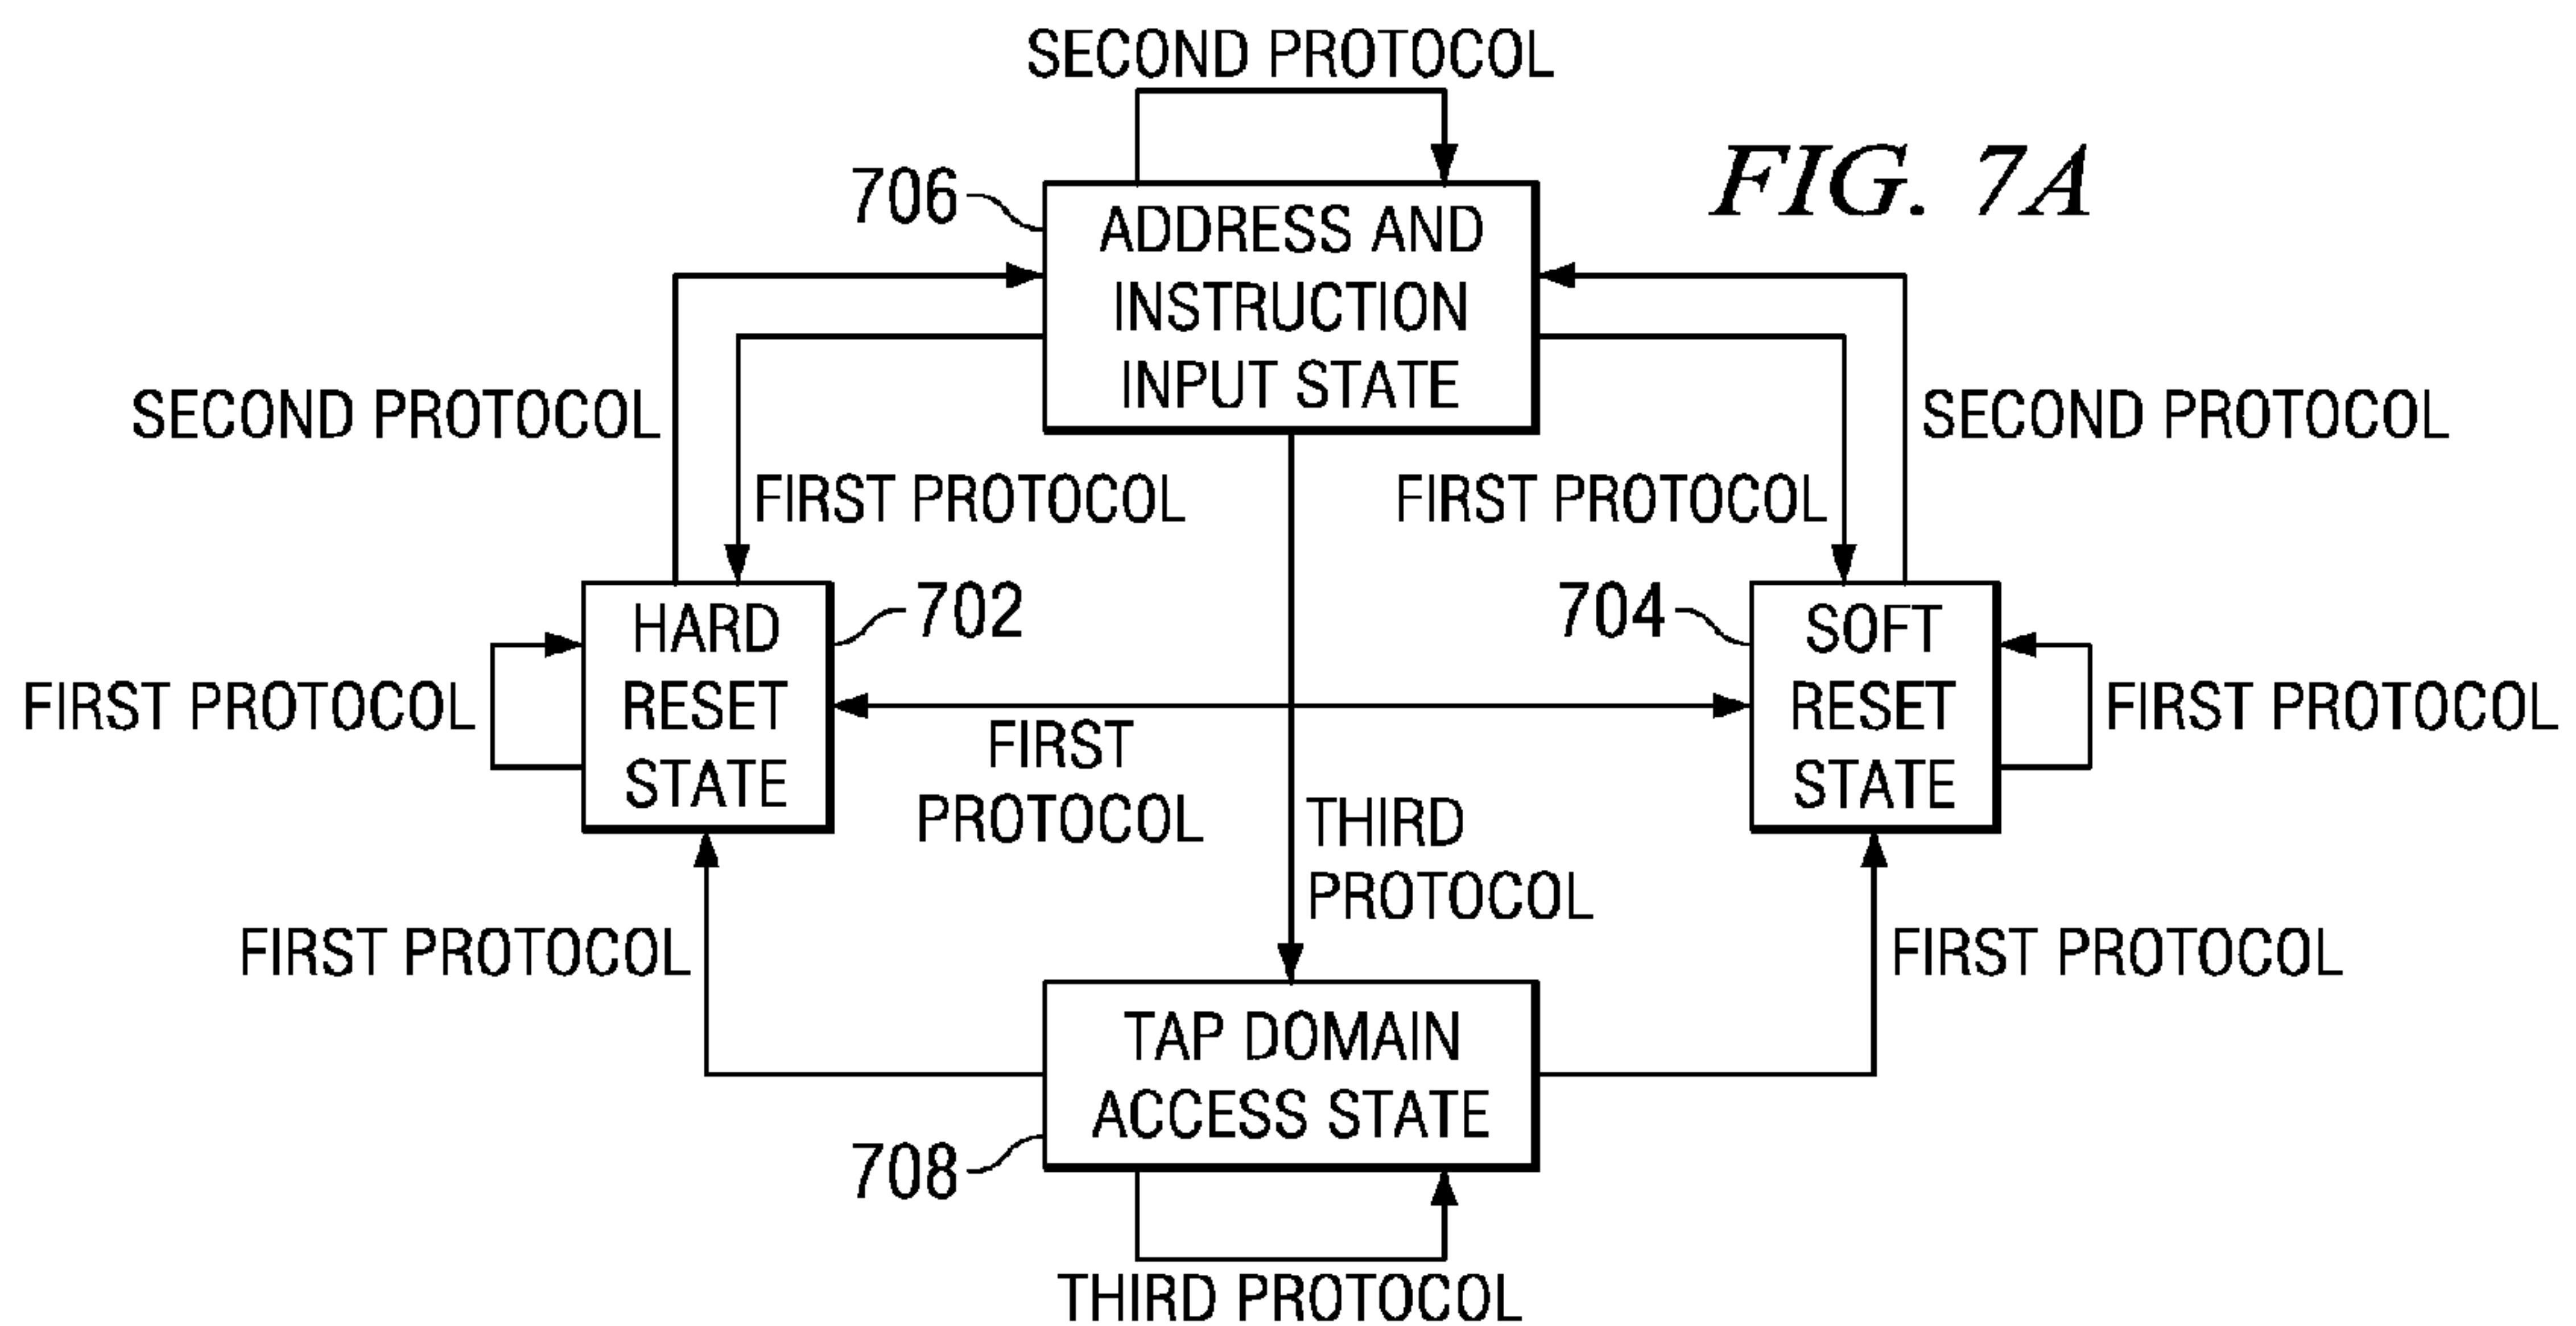 SECOND PROTOCOL
FIG. 7A
706
ADDRESS AND
INSTRUCTION
INPUT STATE
SECOND PROTOCOL
SECOND PROTOCOL
FIRST PROTOCOL
FIRST PROTOCOL
HARD
RESET
STATE
702
704
SOFT
RESET
STATE
FIRST PROTOCOL
FIRST PROTOCOL
FIRST
PROTOCOL
THIRD
PROTOCOL
FIRST PROTOCOL
FIRST PROTOCOL
TAP DOMAIN
ACCESS STATE
708
THIRD PROTOCOL